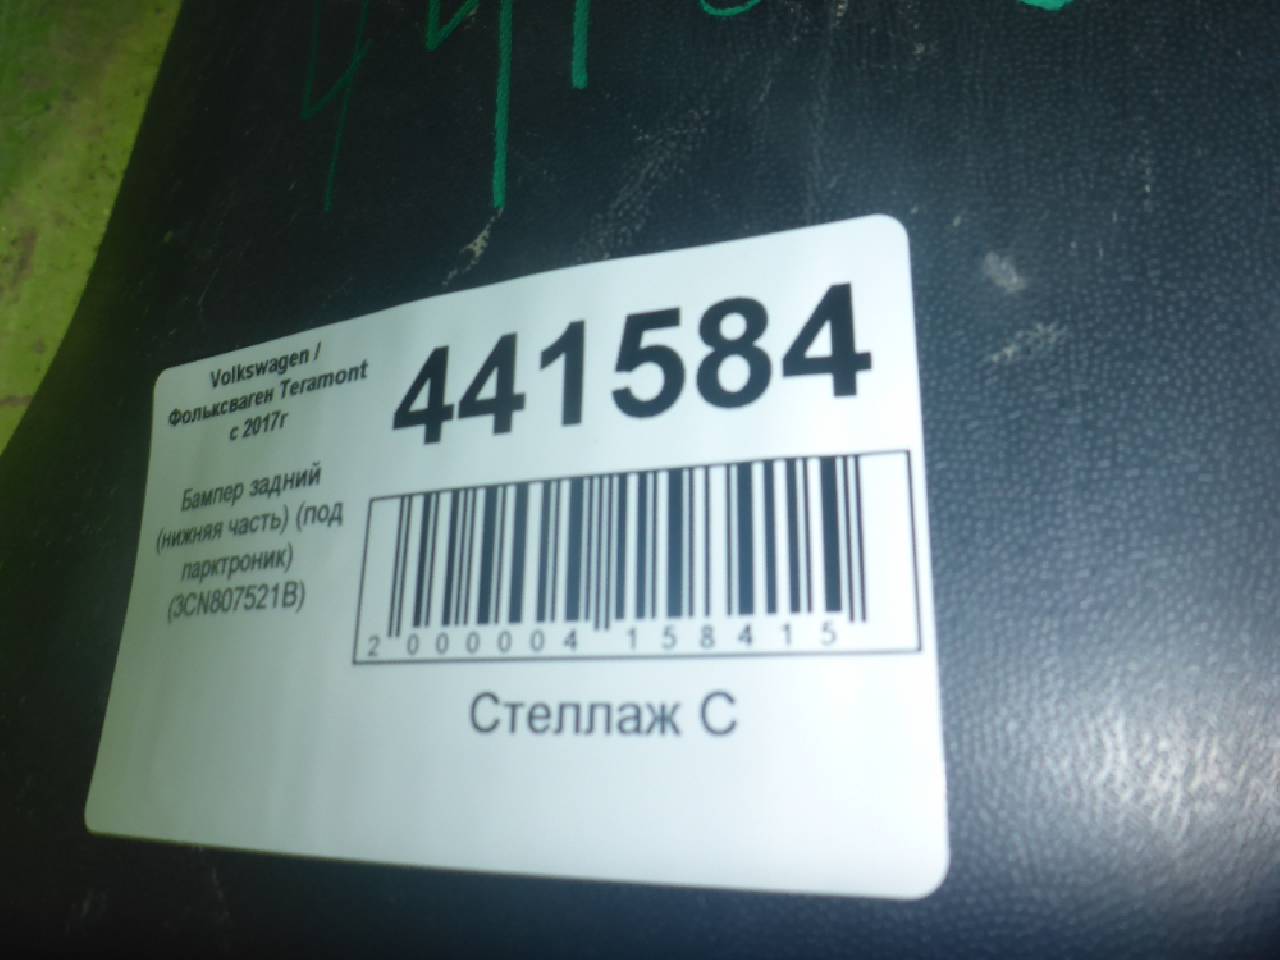 Volkswagen /
Фольксваген Teramont
с 2017г
441584
Бампер задний
(нижняя часть) (под
парктроник)
(3CN807521B)
2 000004 158415
Стеллаж С